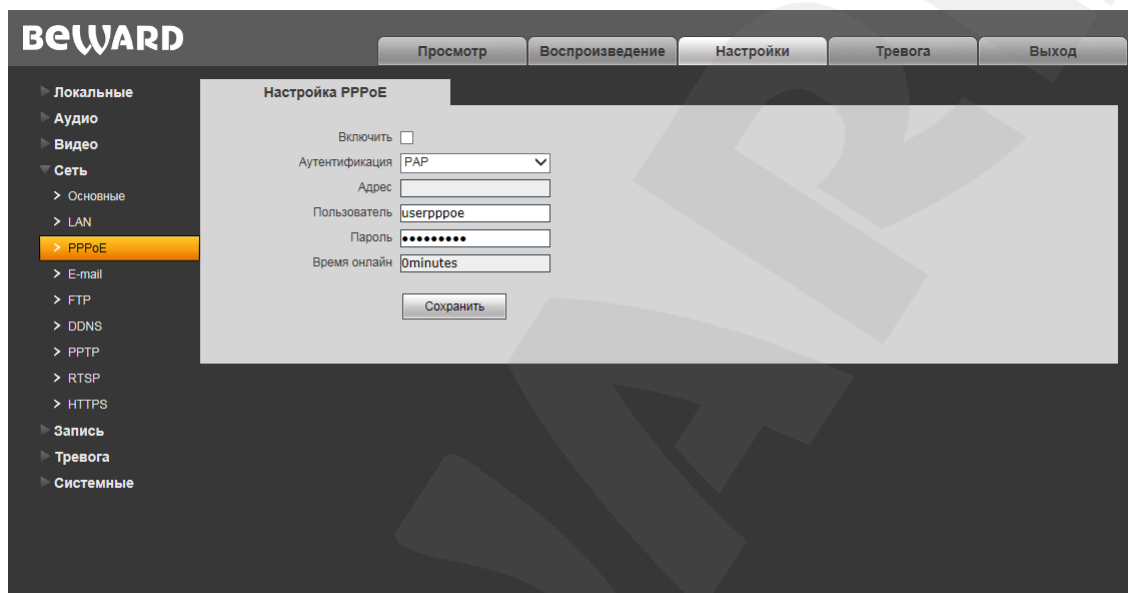 BEWARD
Просмотр Воспроизведение Настройки Тревога Выход
Локальные
Аудио
Видео
Сеть
> Основные
> LAN
> PPPoE
> E-mail
> FTP
> DDNS
> PPTP
> RTSP
> HTTPS
Запись
Тревога
Системные
Настройка PPPoE
Включить
Аутентификация PAP
Адрес
Пользователь userpppoe
Пароль •••••••••
Время онлайн 0minutes
Сохранить